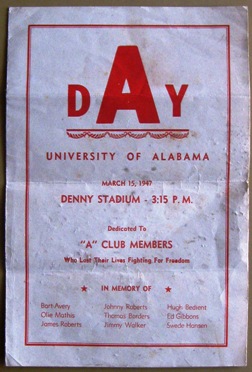 DAY
UNIVERSITY OF ALABAMA
MARCH 15, 1947
DENNY STADIUM - 3:15 P. M.
Dedicated To
"A" CLUB MEMBERS
Who Lost Their Lives Fighting For Freedom
★ IN MEMORY OF ★
Bart Avery Johnny Roberts Hugh Bedient
Olie Mathis Thomas Borders Ed Gibbons
James Roberts Jimmy Walker Swede Hansen